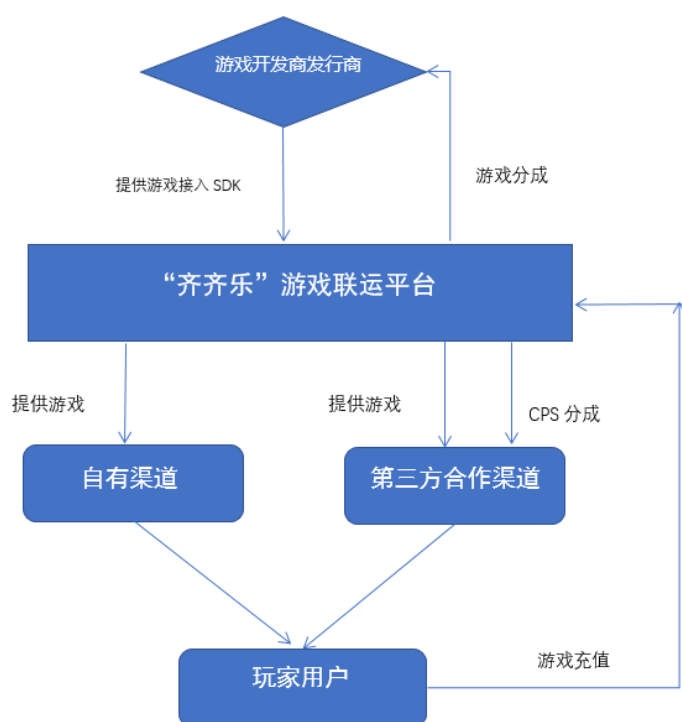 游戏开发商发行商
提供游戏接入 SDK
游戏分成
“齐齐乐”游戏联运平台
提供游戏
提供游戏
CPS 分成
自有渠道
第三方合作渠道
玩家用户
游戏充值